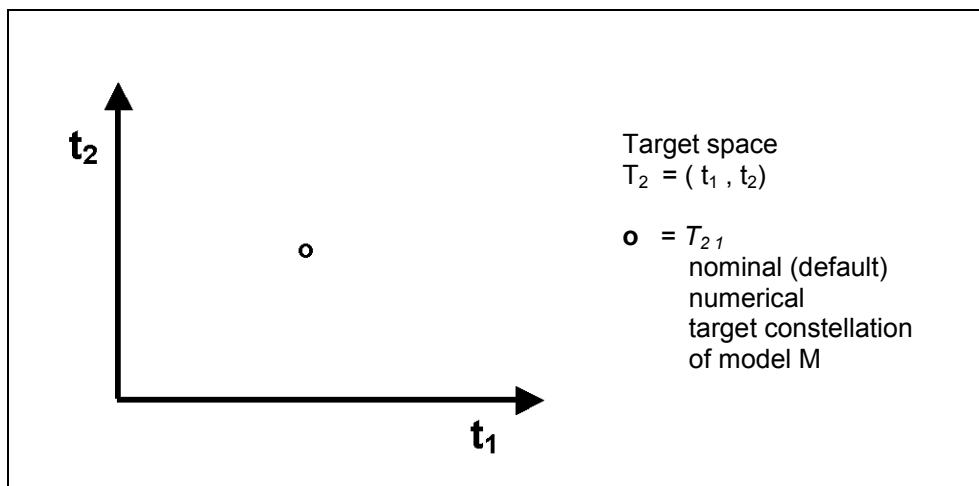 t₂
t₁
Target space
T₂ = ( t₁ , t₂)
o = T₂ ₁
nominal (default)
numerical
target constellation
of model M